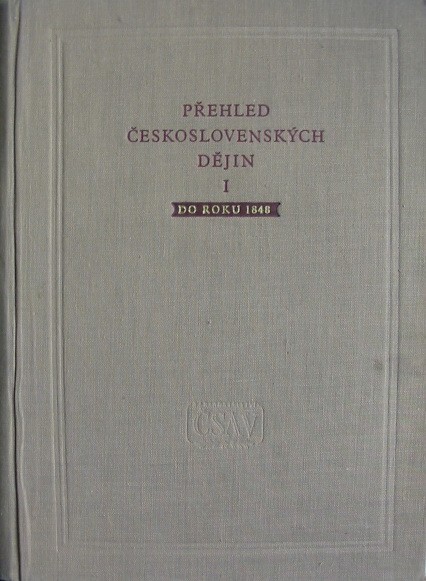 PŘEHLED
ČESKOSLOVENSKÝCH
DĚJIN
I
DO ROKU 1848
ČSAV